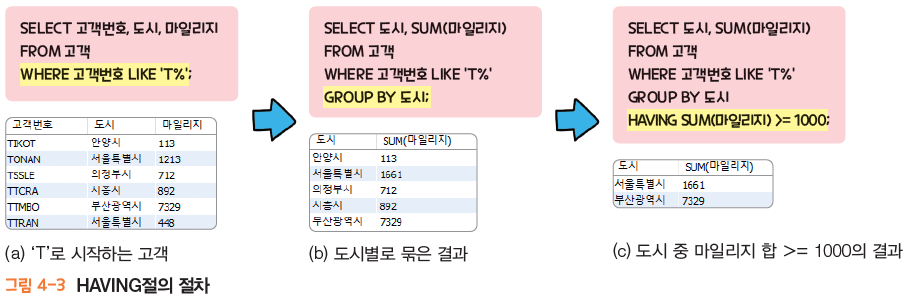 SELECT 고객번호, 도시, 마일리지
FROM 고객
WHERE 고객번호 LIKE 'T%';
고객번호 도시 마일리지
TIKOT 안양시 113
TONAN 서울특별시 1213
TSSLE 의정부시 712
TTCRA 시흥시 892
TTMBO 부산광역시 7329
TTRAN 서울특별시 448
(a) ‘T’로 시작하는 고객
SELECT 도시, SUM(마일리지)
FROM 고객
WHERE 고객번호 LIKE 'T%'
GROUP BY 도시;
도시 SUM(마일리지)
안양시 113
서울특별시 1661
의정부시 712
시흥시 892
부산광역시 7329
(b) 도시별로 묶은 결과
SELECT 도시, SUM(마일리지)
FROM 고객
WHERE 고객번호 LIKE 'T%'
GROUP BY 도시
HAVING SUM(마일리지) >= 1000;
도시 SUM(마일리지)
서울특별시 1661
부산광역시 7329
(c) 도시 중 마일리지 합 >= 1000의 결과
그림 4-3 HAVING절의 절차